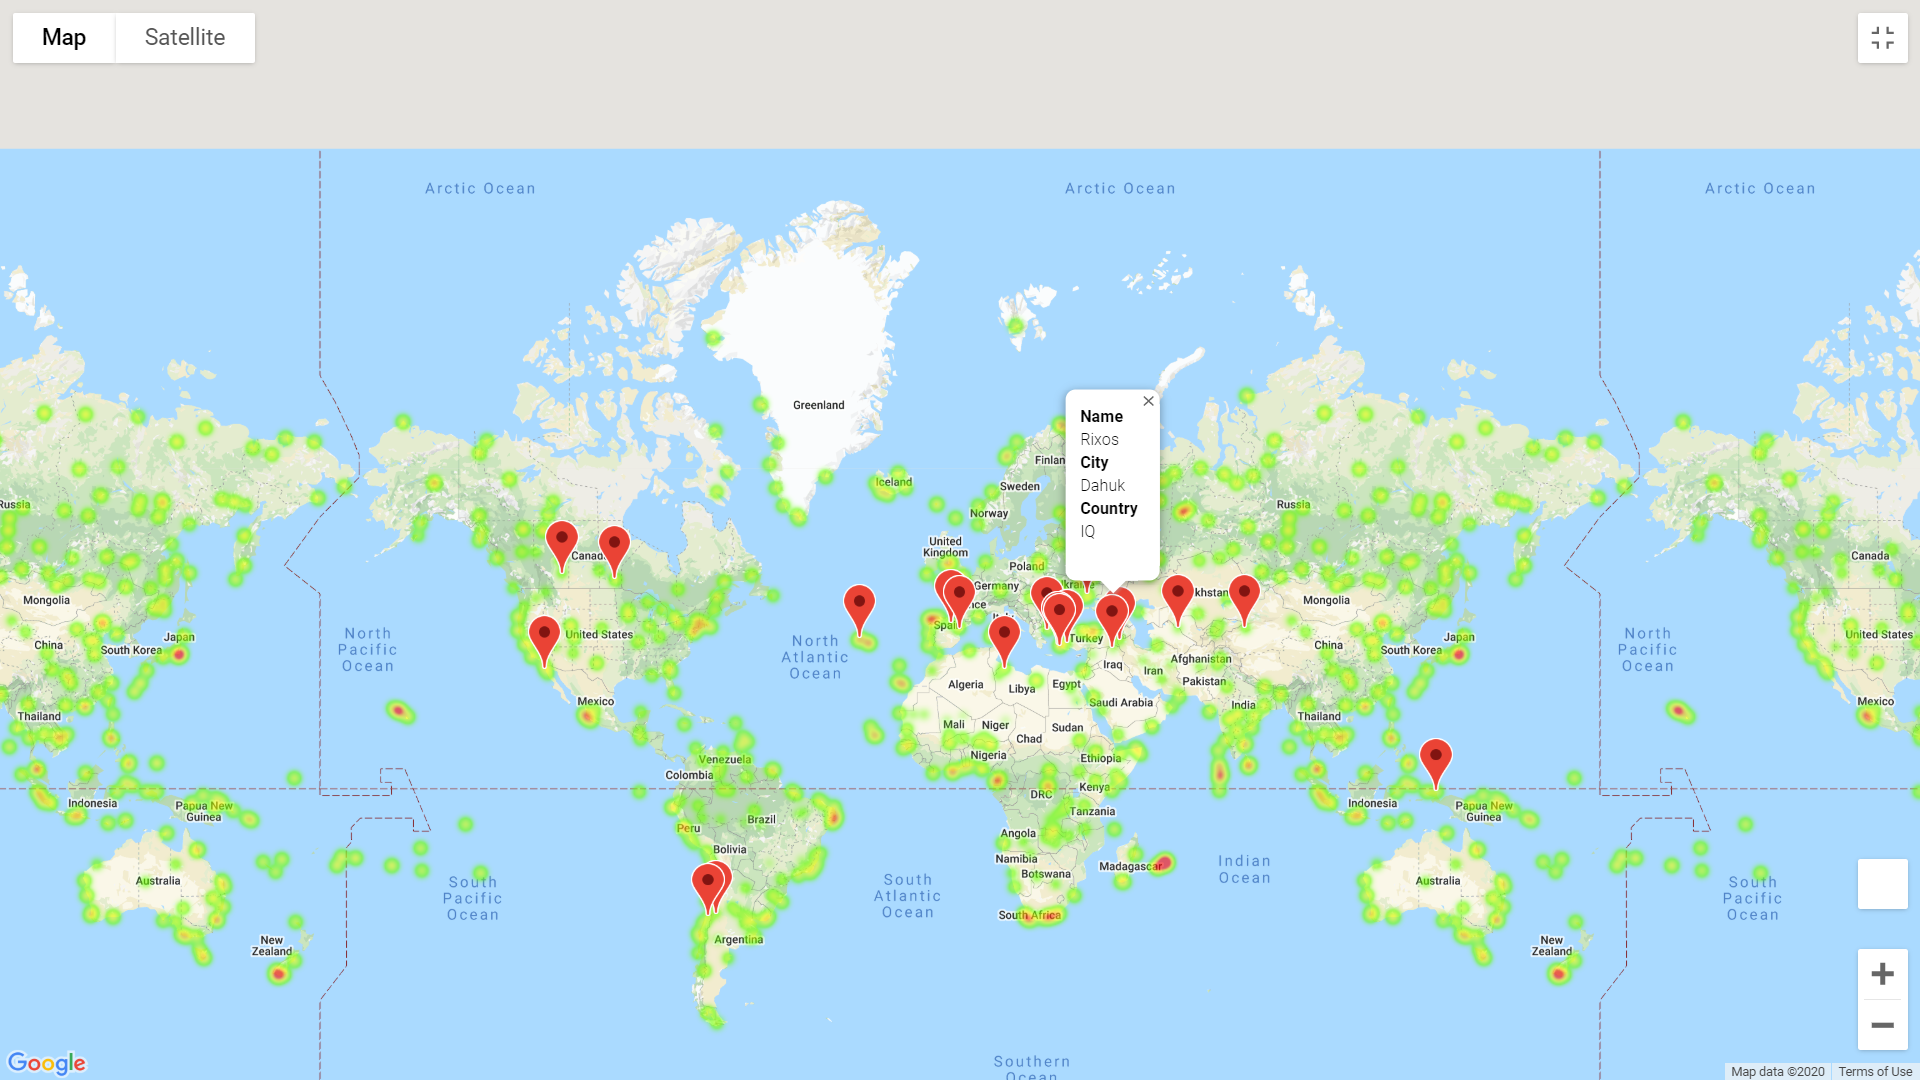 Map
Satellite
Arctic Ocean
Arctic Ocean
Arctic Ocean
Greenland
Name
Rixos
City
Dahuk
Country
IQ
Finlan
Iceland
Sweden
Norway
Russia
Russia
United
Kingdom
Canad
Canada
Poland
Ukraine
Germany
khstan
Mongolia
Mongolia
nce
Spai
Turkey
North
Pacific
Ocean
North
Atlantic
Ocean
North
Pacific
Ocean
United States
United States
Japan
Japan
China
China
South Korea
South Korea
Iraq
Iran
Afghanistan
Pakistan
Algeria
Libya
Egypt
Saudi Arabia
India
Mexico
Mexico
Thailand
Thailand
Mali
Niger
Sudan
Chad
Nigeria
Ethiopia
Venezuela
Colombia
DRC
Kenya
Indonesia
Indonesia
Papua New
Guinea
Papua New
Guinea
Tanzania
Peru
Brazil
Angola
Bolivia
Namibia
Botswana
Madagascar
Indian
Ocean
Australia
Australia
South
Pacific
Ocean
South
Atlantic
Ocean
South
Pacific
Ocean
South Africa
Argentina
New
Zealand
New
Zealand
Southern
Ocean
Google
Map data ©2020
Terms of Use